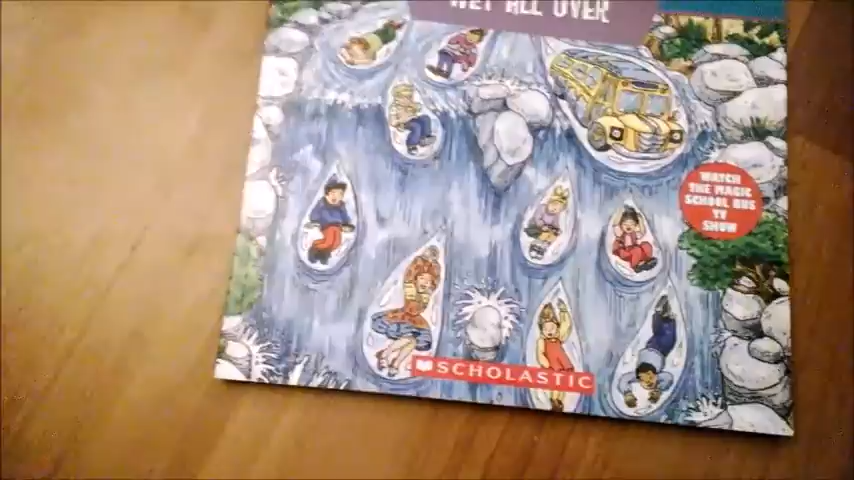 WET ALL OVER
WATCH
THE MAGIC
SCHOOL BUS
TV
SHOW
SCHOLASTIC